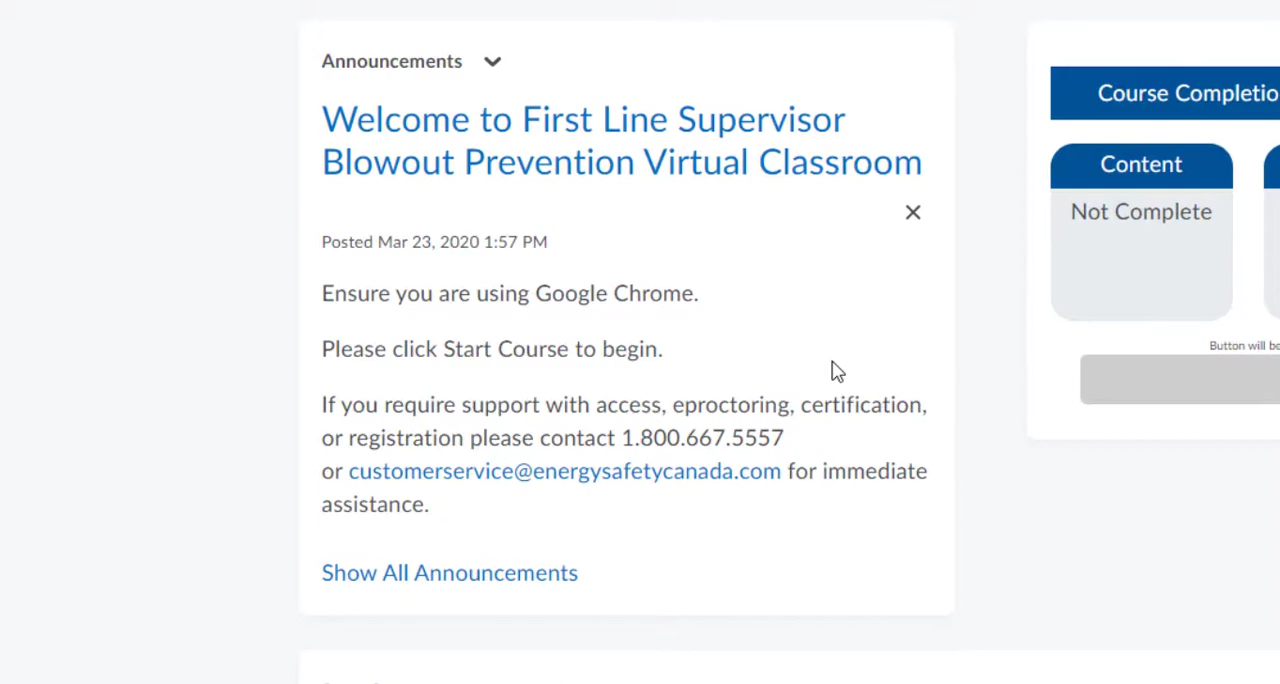 Announcements
Welcome to First Line Supervisor
Blowout Prevention Virtual Classroom
Posted Mar 23, 2020 1:57 PM
Ensure you are using Google Chrome.
Please click Start Course to begin.
If you require support with access, eproctoring, certification,
or registration please contact 1.800.667.5557
or customerservice@energysafetycanada.com for immediate
assistance.
Show All Announcements
Course Completio
Content
Not Complete
Button will be